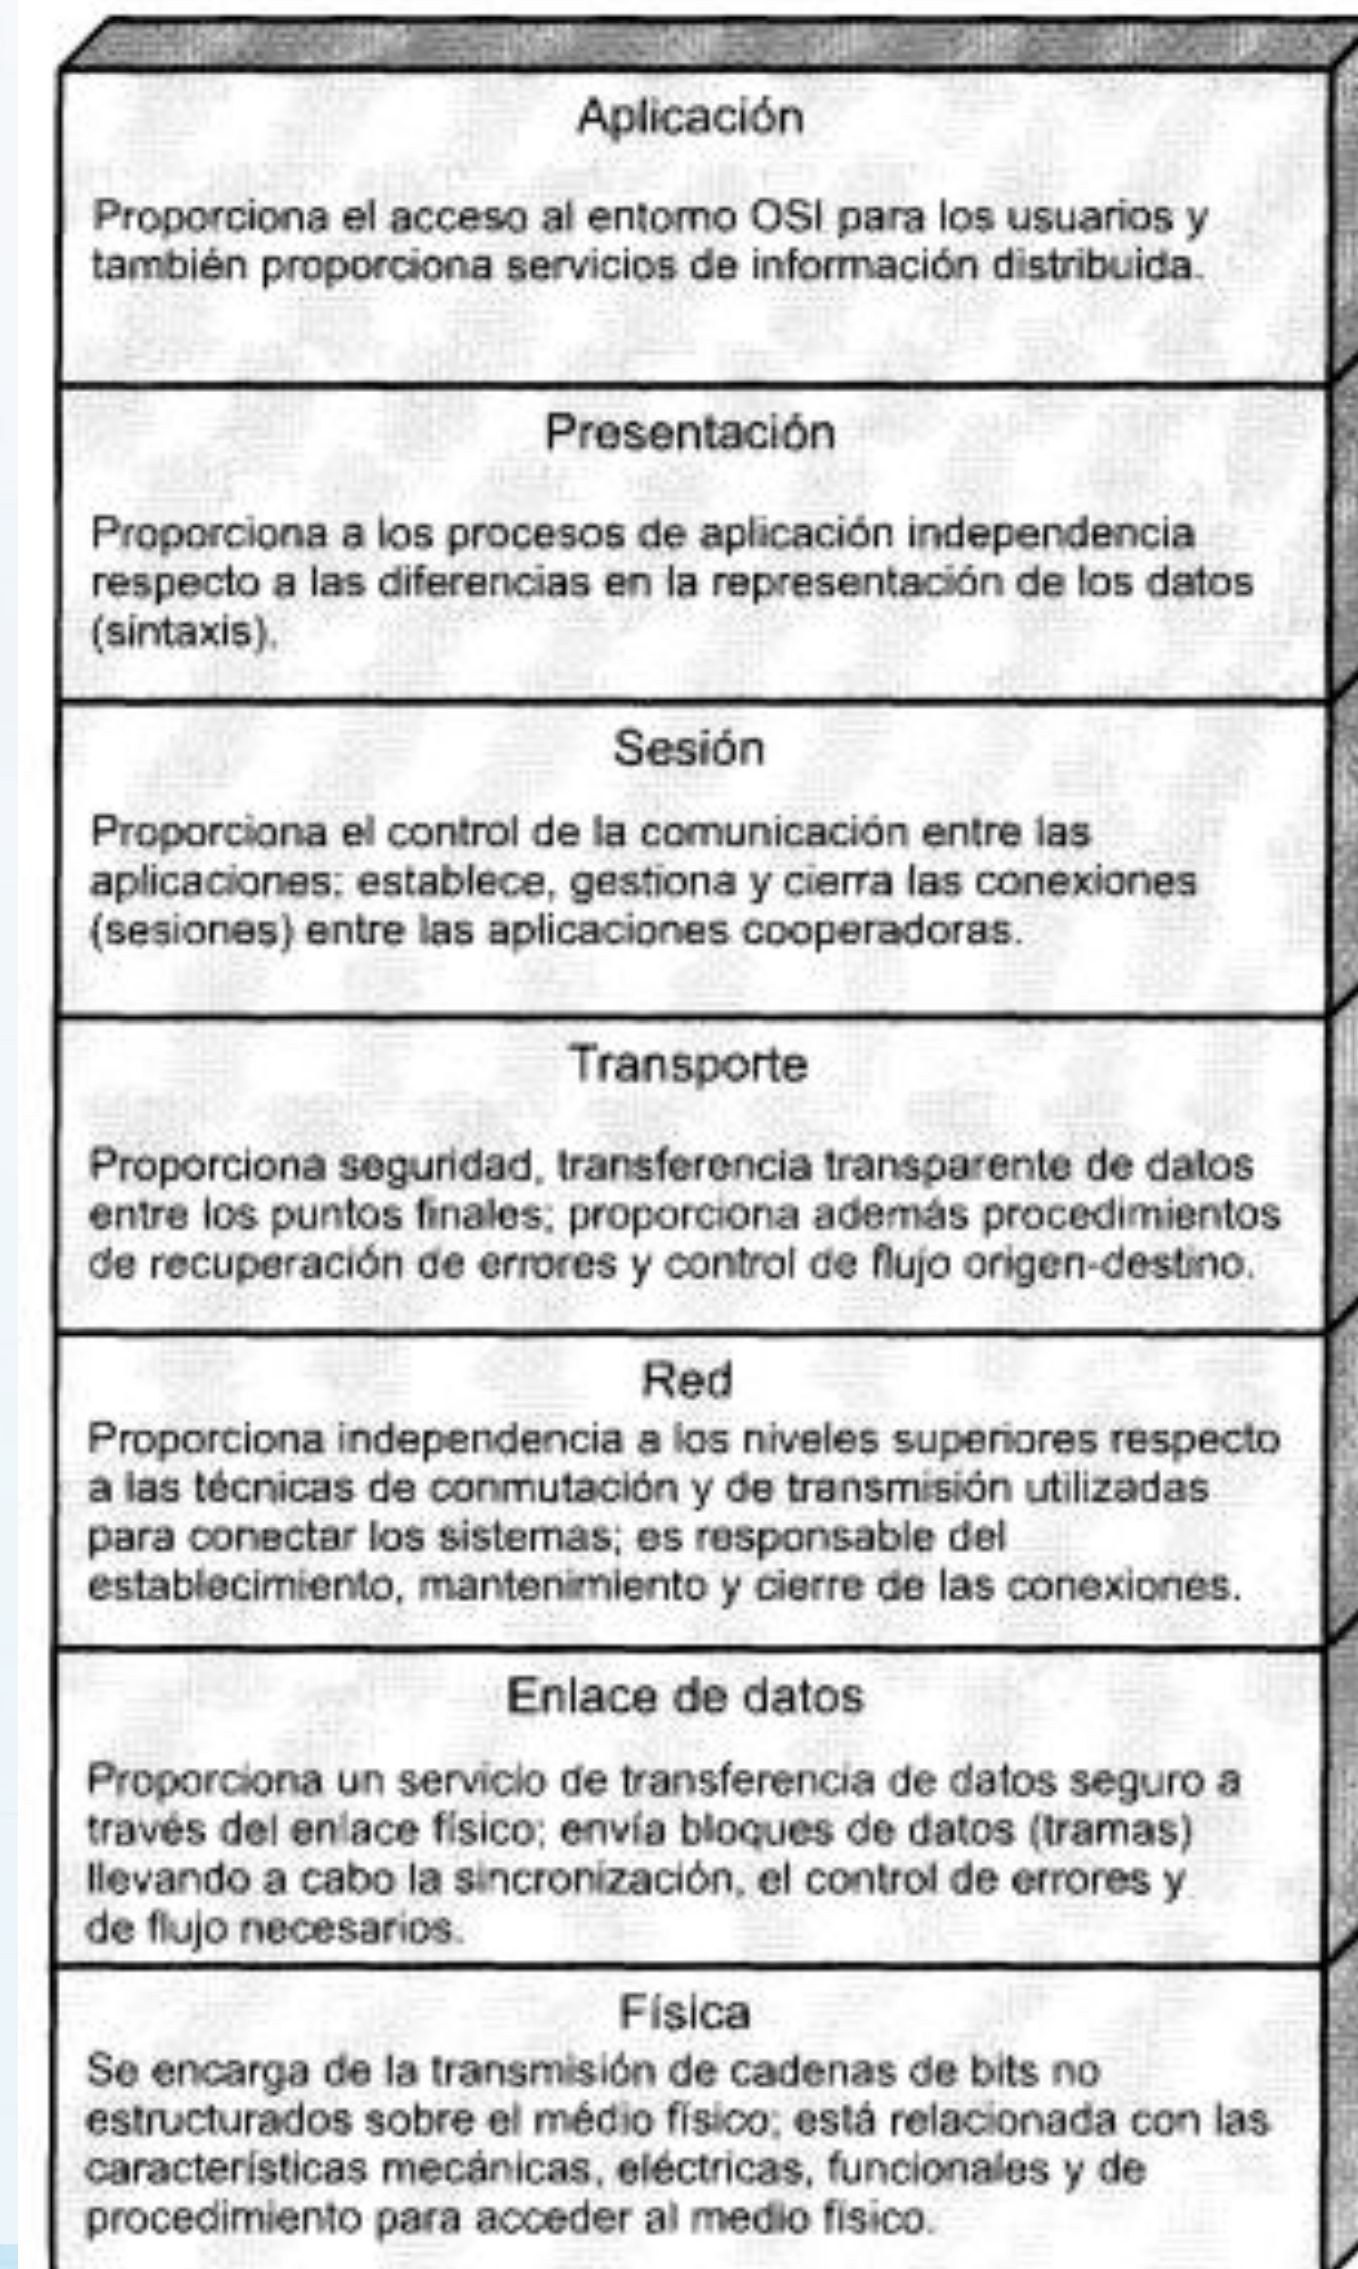 Aplicación
Proporciona el acceso al entorno OSI para los usuarios y
también proporciona servicios de información distribuida.
Presentación
Proporciona a los procesos de aplicación independencia
respecto a las diferencias en la representación de los datos
(sintaxis).
Sesión
Proporciona el control de la comunicación entre las
aplicaciones; establece, gestiona y cierra las conexiones
(sesiones) entre las aplicaciones cooperadoras.
Transporte
Proporciona seguridad, transferencia transparente de datos
entre los puntos finales; proporciona además procedimientos
de recuperación de errores y control de flujo origen-destino.
Red
Proporciona independencia a los niveles superiores respecto
a las técnicas de conmutación y de transmisión utilizadas
para conectar los sistemas; es responsable del
establecimiento, mantenimiento y cierre de las conexiones.
Enlace de datos
Proporciona un servicio de transferencia de datos seguro a
través del enlace físico; envía bloques de datos (tramas)
llevando a cabo la sincronización, el control de errores y
de flujo necesarios.
Física
Se encarga de la transmisión de cadenas de bits no
estructurados sobre el médio físico; está relacionada con las
características mecánicas, eléctricas, funcionales y de
procedimiento para acceder al medio físico.